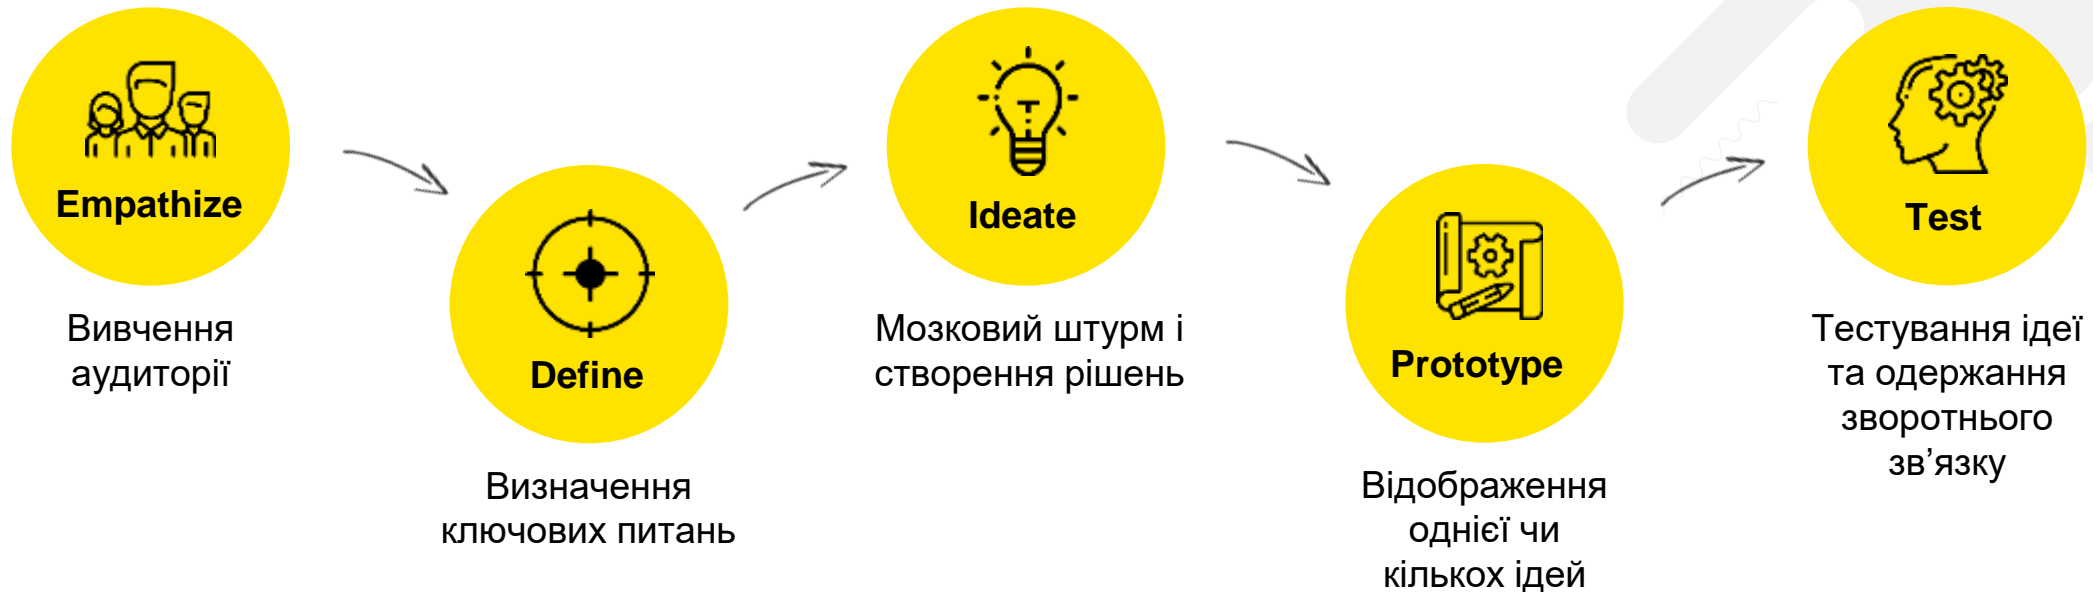 Empathize
Вивчення
аудиторії
Define
Визначення
ключових питань
Ideate
Мозковий штурм і
створення рішень
Prototype
Відображення
однієї чи
кількох ідей
Test
Тестування ідеї
та одержання
зворотнього
зв’язку